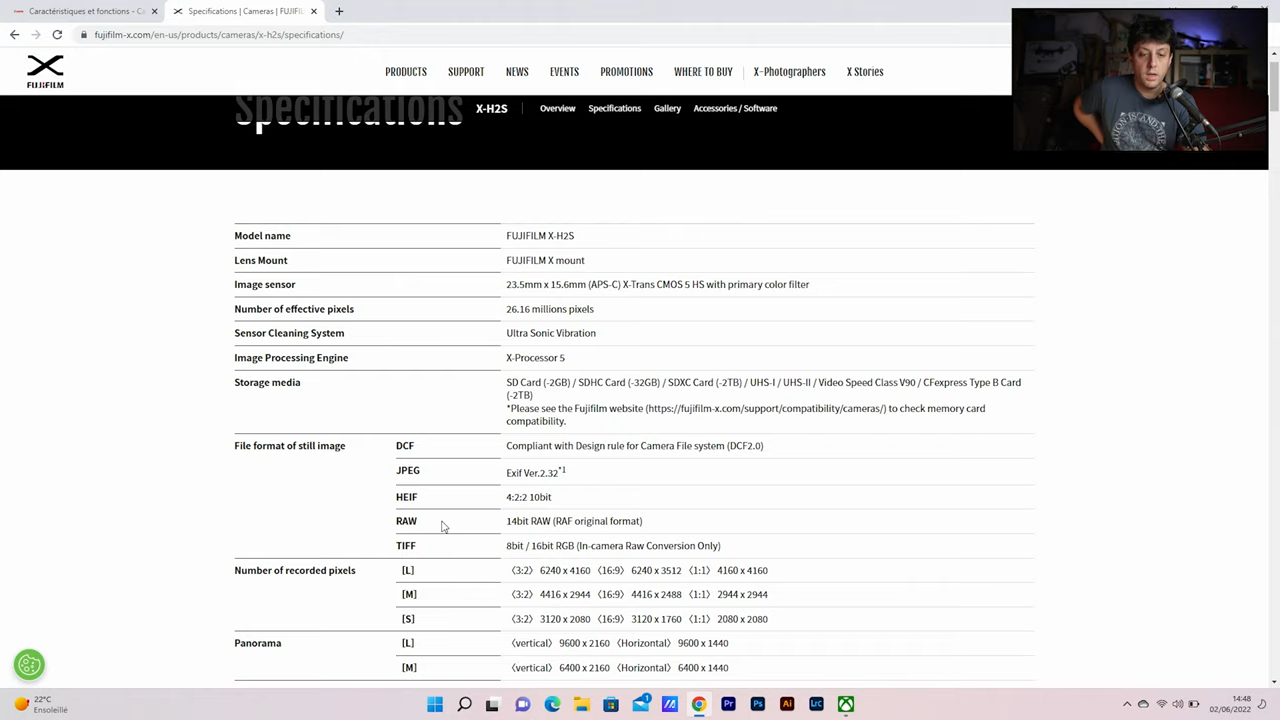 Caractéristiques et fonctions - Ca
Specifications | Cameras | FUJIFIL
fujifilm-x.com/en-us/products/cameras/x-h2s/specifications/
FUJIFILM
PRODUCTS SUPPORT NEWS EVENTS PROMOTIONS WHERE TO BUY X-Photographers X Stories
Specifications
X-H2S Overview Specifications Gallery Accessories / Software
Model name FUJIFILM X-H2S
Lens Mount FUJIFILM X mount
Image sensor 23.5mm x 15.6mm (APS-C) X-Trans CMOS 5 HS with primary color filter
Number of effective pixels 26.16 millions pixels
Sensor Cleaning System Ultra Sonic Vibration
Image Processing Engine X-Processor 5
Storage media SD Card (-2GB) / SDHC Card (-32GB) / SDXC Card (-2TB) / UHS-I / UHS-II / Video Speed Class V90 / CFexpress Type B Card
(-2TB)
*Please see the Fujifilm website (https://fujifilm-x.com/support/compatibility/cameras/) to check memory card
compatibility.
File format of still image DCF Compliant with Design rule for Camera File system (DCF2.0)
JPEG Exif Ver.2.32*1
HEIF 4:2:2 10bit
RAW 14bit RAW (RAF original format)
TIFF 8bit / 16bit RGB (In-camera Raw Conversion Only)
Number of recorded pixels [L] 〈3:2〉 6240 x 4160 〈16:9〉 6240 x 3512 〈1:1〉 4160 x 4160
[M] 〈3:2〉 4416 x 2944 〈16:9〉 4416 x 2488 〈1:1〉 2944 x 2944
[S] 〈3:2〉 3120 x 2080 〈16:9〉 3120 x 1760 〈1:1〉 2080 x 2080
Panorama [L] 〈vertical〉 9600 x 2160 〈Horizontal〉 9600 x 1440
[M] 〈vertical〉 6400 x 2160 〈Horizontal〉 6400 x 1440
22°C
Ensoleillé
1
Pr Ps Ai Lrc
14:48
02/06/2022